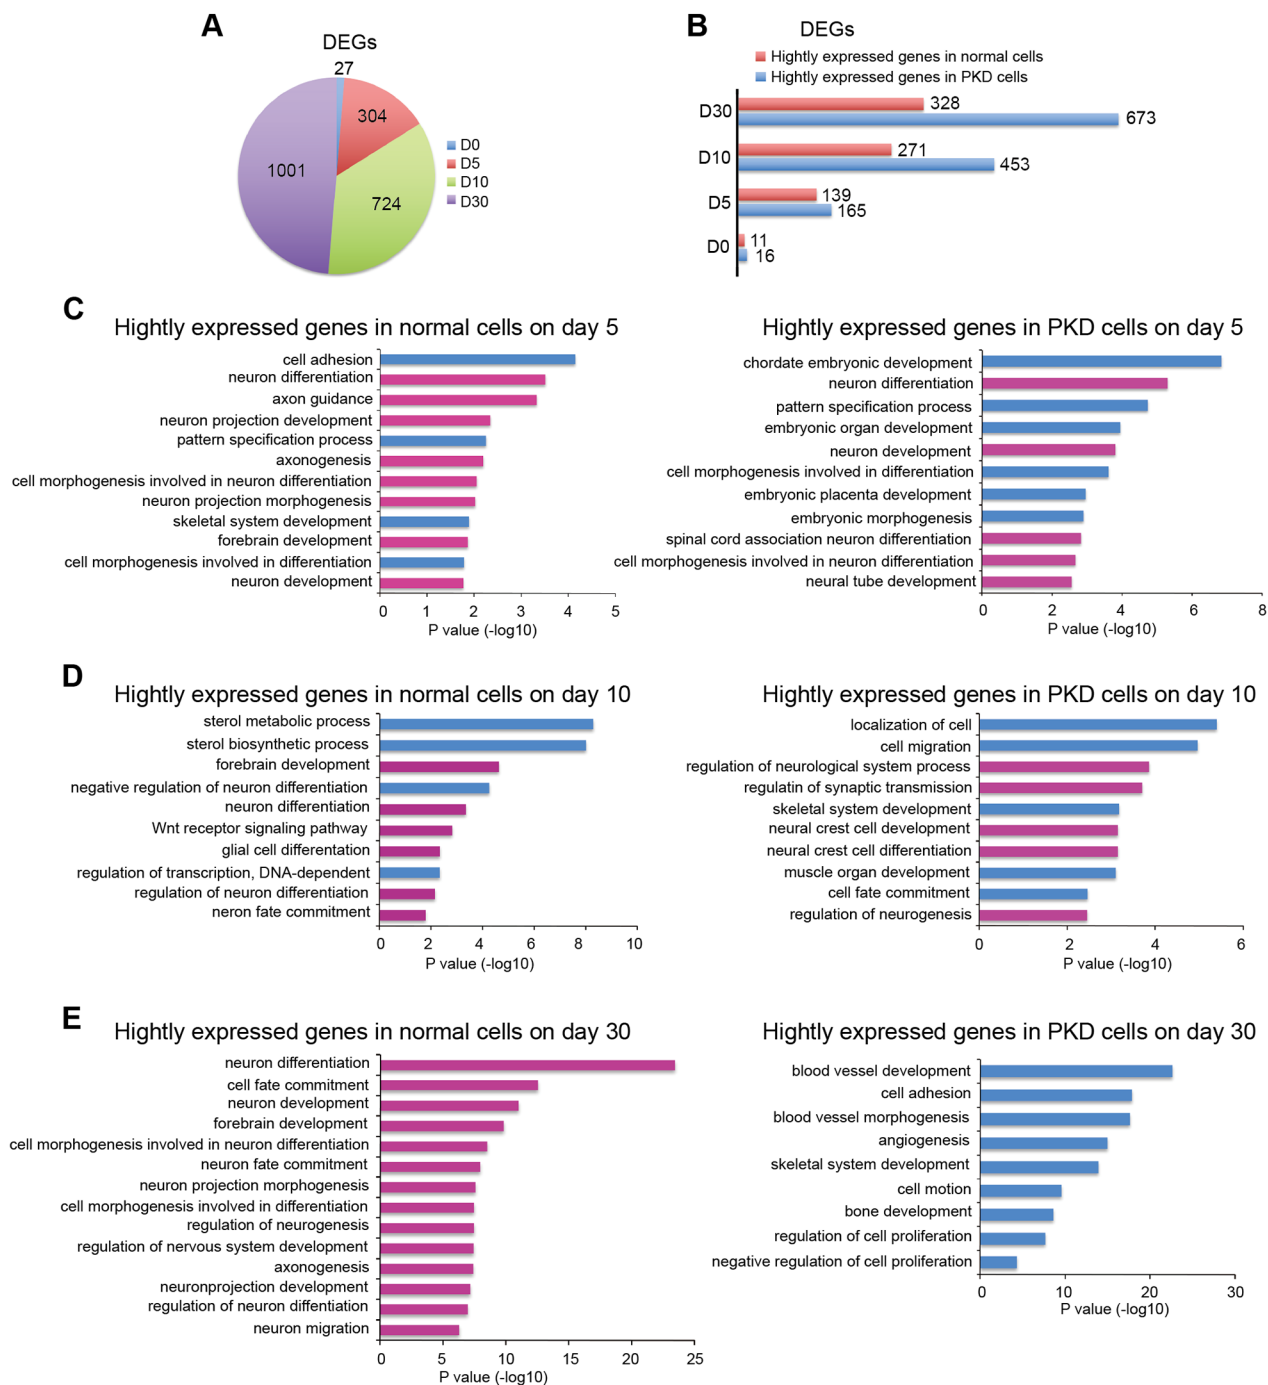 A
DEGs
27
304
1001
724
D0
D5
D10
D30
B
DEGs
Hightly expressed genes in normal cells
Hightly expressed genes in PKD cells
D30
328
673
D10
271
453
D5
139
165
D0
11
16
C
Hightly expressed genes in normal cells on day 5
cell adhesion
neuron differentiation
axon guidance
neuron projection development
pattern specification process
axonogenesis
cell morphogenesis involved in neuron differentiation
neuron projection morphogenesis
skeletal system development
forebrain development
cell morphogenesis involved in differentiation
neuron development
0 1 2 3 4 5
P value (-log10)
Hightly expressed genes in PKD cells on day 5
chordate embryonic development
neuron differentiation
pattern specification process
embryonic organ development
neuron development
cell morphogenesis involved in differentiation
embryonic placenta development
embryonic morphogenesis
spinal cord association neuron differentiation
cell morphogenesis involved in neuron differentiation
neural tube development
0 2 4 6 8
P value (-log10)
D
Hightly expressed genes in normal cells on day 10
sterol metabolic process
sterol biosynthetic process
forebrain development
negative regulation of neuron differentiation
neuron differentiation
Wnt receptor signaling pathway
glial cell differentation
regulation of transcription, DNA-dependent
regulation of neuron differentiation
neron fate commitment
0 2 4 6 8 10
P value (-log10)
Hightly expressed genes in PKD cells on day 10
localization of cell
cell migration
regulation of neurological system process
regulatin of synaptic transmission
skeletal system development
neural crest cell development
neural crest cell differentiation
muscle organ development
cell fate commitment
regulation of neurogenesis
0 2 4 6
P value (-log10)
E
Hightly expressed genes in normal cells on day 30
neuron differentiation
cell fate commitment
neuron development
forebrain development
cell morphogenesis involved in neuron differentiation
neuron fate commitment
neuron projection morphogenesis
cell morphogenesis involved in differentiation
regulation of neurogenesis
regulation of nervous system development
axonogenesis
neuronprojection development
regulation of neuron diffentiation
neuron migration
0 5 10 15 20 25
P value (-log10)
Hightly expressed genes in PKD cells on day 30
blood vessel development
cell adhesion
blood vessel morphogenesis
angiogenesis
skeletal system development
cell motion
bone development
regulation of cell proliferation
negative regulation of cell proliferation
0 10 20 30
P value (-log10)